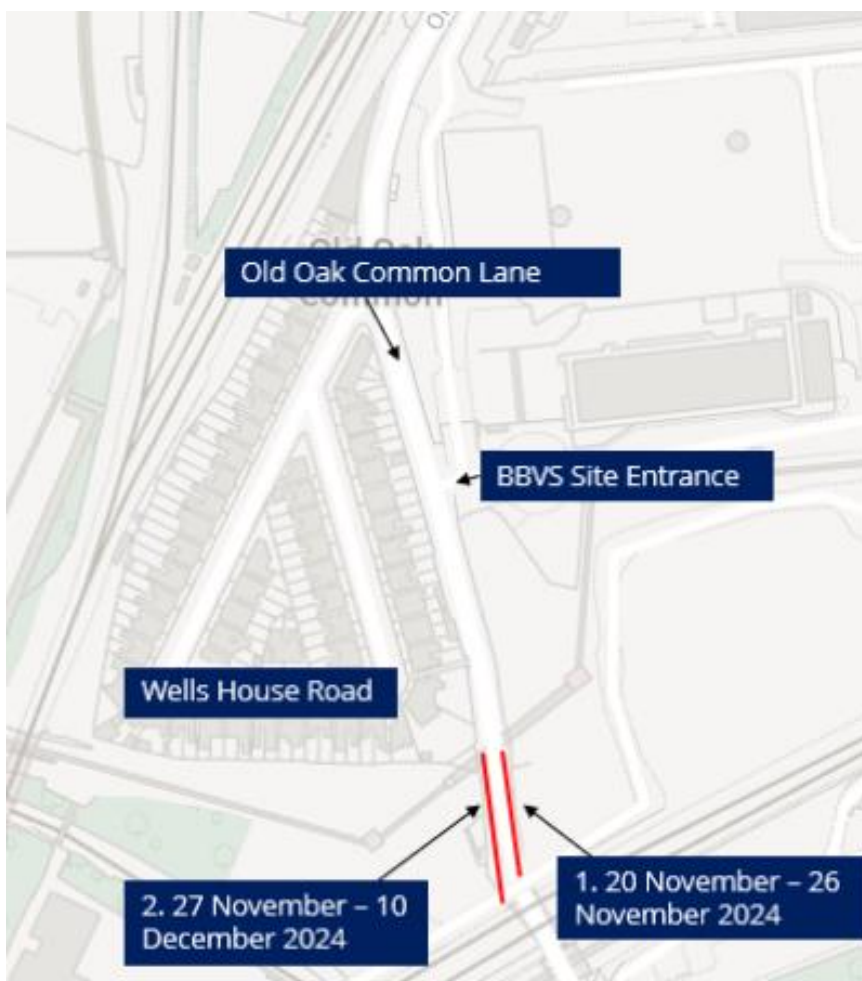 Old Oak Common Lane
BBVS Site Entrance
Wells House Road
2. 27 November – 10
December 2024
1. 20 November – 26
November 2024